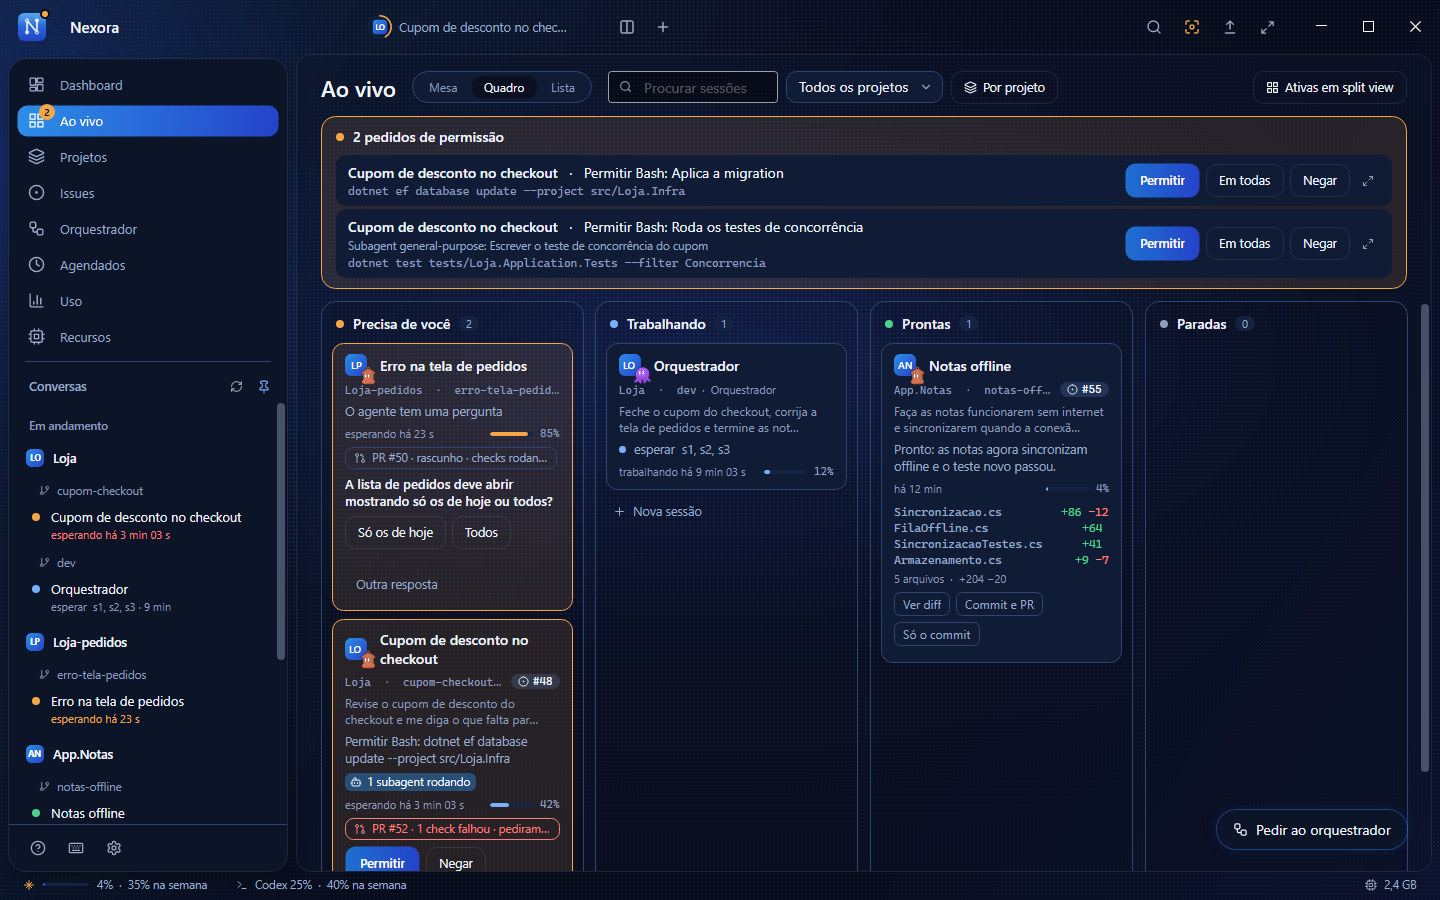 Nexora
LO Cupom de desconto no chec...
Dashboard
2
Ao vivo
Projetos
Issues
Orquestrador
Agendados
Uso
Recursos
Conversas
Em andamento
LO Loja
cupom-checkout
Cupom de desconto no checkout
esperando há 3 min 03 s
dev
Orquestrador
esperar s1, s2, s3 · 9 min
LP Loja-pedidos
erro-tela-pedidos
Erro na tela de pedidos
esperando há 23 s
AN App.Notas
notas-offline
Notas offline
Ao vivo
Mesa Quadro Lista
Procurar sessões
Todos os projetos
Por projeto
Ativas em split view
2 pedidos de permissão
Cupom de desconto no checkout · Permitir Bash: Aplica a migration
dotnet ef database update --project src/Loja.Infra
Permitir Em todas Negar
Cupom de desconto no checkout · Permitir Bash: Roda os testes de concorrência
Subagent general-purpose: Escrever o teste de concorrência do cupom
dotnet test tests/Loja.Application.Tests --filter Concorrencia
Permitir Em todas Negar
Precisa de você 2
LP Erro na tela de pedidos
Loja-pedidos · erro-tela-pedid...
O agente tem uma pergunta
esperando há 23 s 85%
PR #50 · rascunho · checks rodan...
A lista de pedidos deve abrir
mostrando só os de hoje ou todos?
Só os de hoje Todos
Outra resposta
LO Cupom de desconto no
checkout
Loja · cupom-checkout... #48
Revise o cupom de desconto do
checkout e me diga o que falta par...
Permitir Bash: dotnet ef database
update --project src/Loja.Infra
1 subagent rodando
esperando há 3 min 03 s 42%
PR #52 · 1 check falhou · pediram...
Permitir Negar
Trabalhando 1
LO Orquestrador
Loja · dev · Orquestrador
Feche o cupom do checkout, corrija a
tela de pedidos e termine as not...
esperar s1, s2, s3
trabalhando há 9 min 03 s 12%
+ Nova sessão
Prontas 1
AN Notas offline
App.Notas · notas-off... #55
Faça as notas funcionarem sem internet
e sincronizarem quando a conexã...
Pronto: as notas agora sincronizam
offline e o teste novo passou.
há 12 min 4%
Sincronizacao.cs +86 −12
FilaOffline.cs +64
SincronizacaoTestes.cs +41
Armazenamento.cs +9 −7
5 arquivos · +204 −20
Ver diff Commit e PR
Só o commit
Paradas 0
Pedir ao orquestrador
4% · 35% na semana
Codex 25% · 40% na semana
2,4 GB